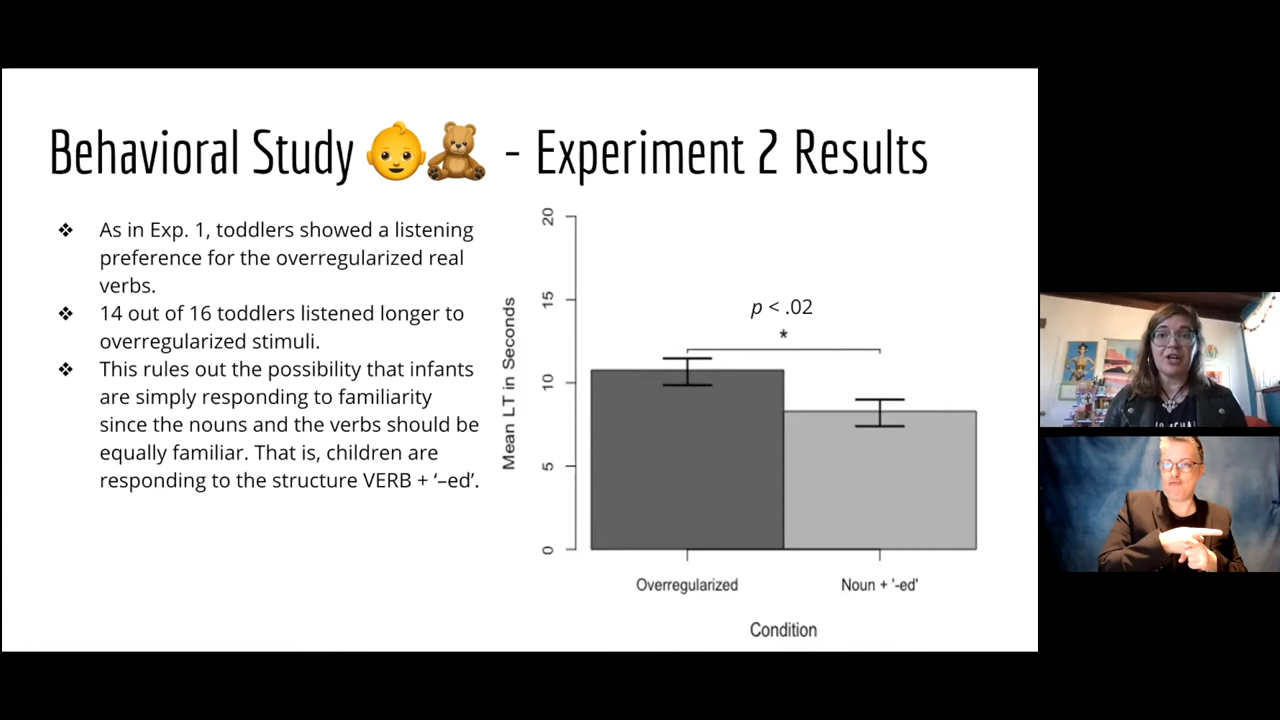 Behavioral Study 👶🧸 - Experiment 2 Results
❖ As in Exp. 1, toddlers showed a listening
preference for the overregularized real
verbs.
❖ 14 out of 16 toddlers listened longer to
overregularized stimuli.
❖ This rules out the possibility that infants
are simply responding to familiarity
since the nouns and the verbs should be
equally familiar. That is, children are
responding to the structure VERB + ‘–ed’.
Mean LT in Seconds
20
15
10
5
0
p < .02
*
Overregularized
Noun + '-ed'
Condition